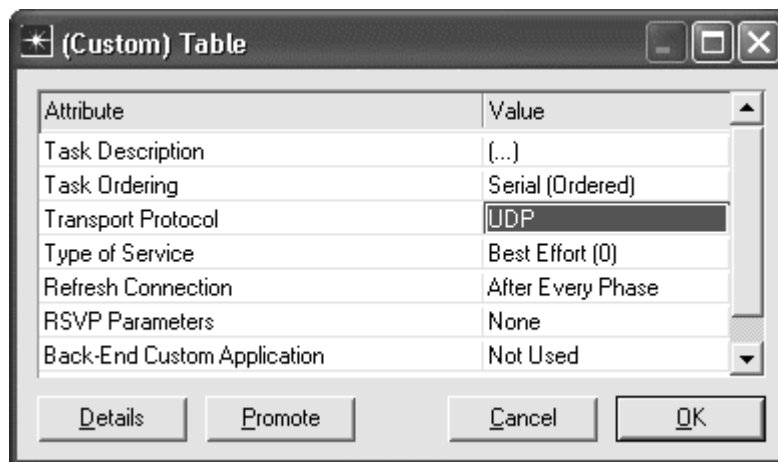 (Custom) Table
Attribute Value
Task Description (...)
Task Ordering Serial (Ordered)
Transport Protocol UDP
Type of Service Best Effort (0)
Refresh Connection After Every Phase
RSVP Parameters None
Back-End Custom Application Not Used
Details Promote Cancel OK